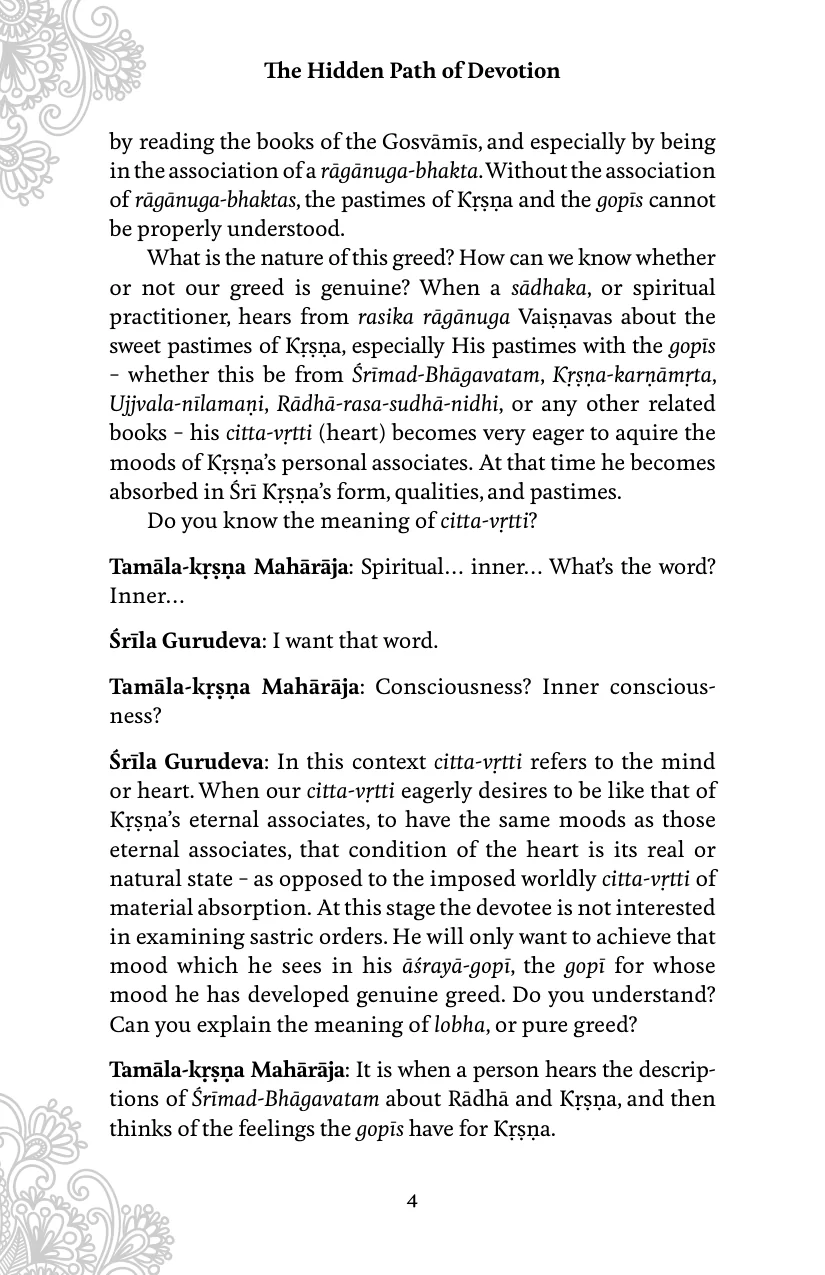 The Hidden Path of Devotion
by reading the books of the Gosvāmīs, and especially by being
in the association of a rāgānuga-bhakta. Without the association
of rāgānuga-bhaktas, the pastimes of Kṛṣṇa and the gopīs cannot
be properly understood.
What is the nature of this greed? How can we know whether
or not our greed is genuine? When a sādhaka, or spiritual
practitioner, hears from rasika rāgānuga Vaiṣṇavas about the
sweet pastimes of Kṛṣṇa, especially His pastimes with the gopīs
– whether this be from Śrīmad-Bhāgavatam, Kṛṣṇa-karṇāmṛta,
Ujjvala-nīlamaṇi, Rādhā-rasa-sudhā-nidhi, or any other related
books – his citta-vṛtti (heart) becomes very eager to aquire the
moods of Kṛṣṇa’s personal associates. At that time he becomes
absorbed in Śrī Kṛṣṇa’s form, qualities, and pastimes.
Do you know the meaning of citta-vṛtti?
Tamāla-kṛṣṇa Mahārāja: Spiritual… inner… What’s the word?
Inner…
Śrīla Gurudeva: I want that word.
Tamāla-kṛṣṇa Mahārāja: Consciousness? Inner conscious-
ness?
Śrīla Gurudeva: In this context citta-vṛtti refers to the mind
or heart. When our citta-vṛtti eagerly desires to be like that of
Kṛṣṇa’s eternal associates, to have the same moods as those
eternal associates, that condition of the heart is its real or
natural state – as opposed to the imposed worldly citta-vṛtti of
material absorption. At this stage the devotee is not interested
in examining sastric orders. He will only want to achieve that
mood which he sees in his āśrayā-gopī, the gopī for whose
mood he has developed genuine greed. Do you understand?
Can you explain the meaning of lobha, or pure greed?
Tamāla-kṛṣṇa Mahārāja: It is when a person hears the descrip-
tions of Śrīmad-Bhāgavatam about Rādhā and Kṛṣṇa, and then
thinks of the feelings the gopīs have for Kṛṣṇa.
4